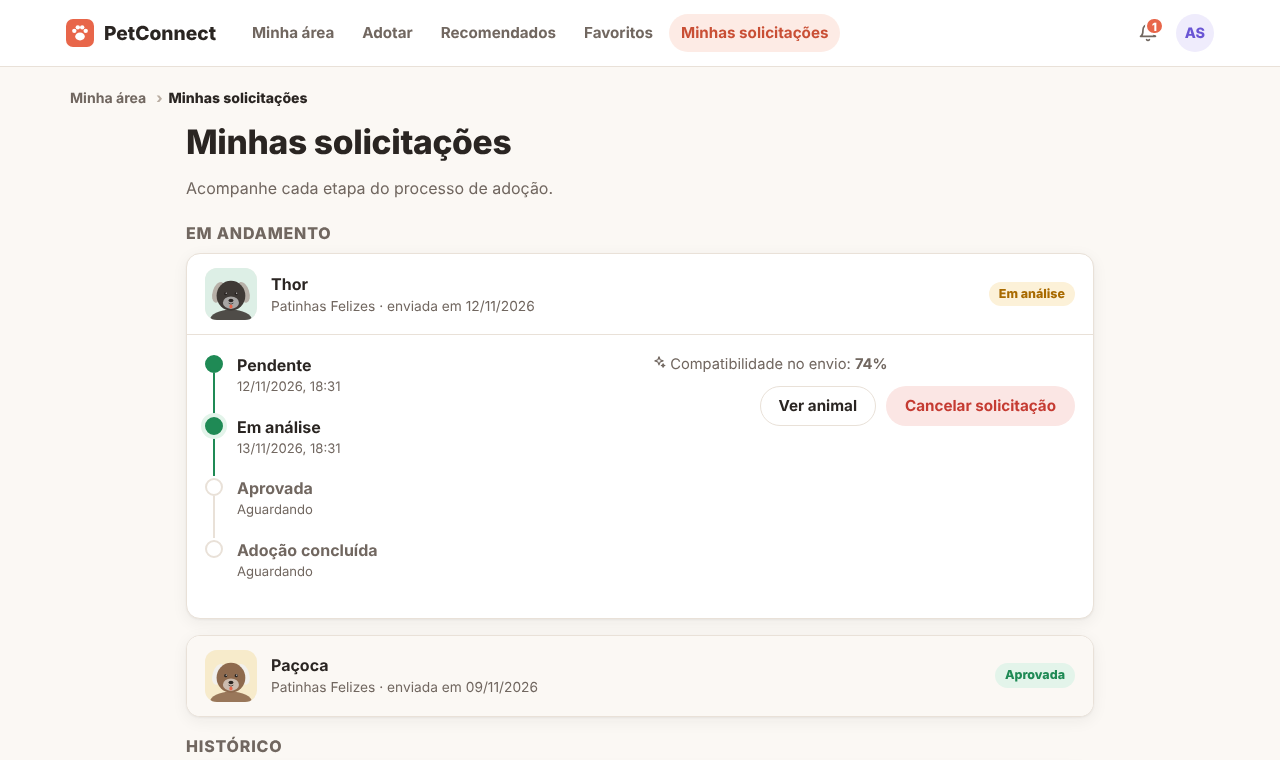 PetConnect
Minha área
Adotar
Recomendados
Favoritos
Minhas solicitações
1
AS
Minha área › Minhas solicitações
Minhas solicitações
Acompanhe cada etapa do processo de adoção.
EM ANDAMENTO
Thor
Patinhas Felizes · enviada em 12/11/2026
Em análise
Pendente
12/11/2026, 18:31
Em análise
13/11/2026, 18:31
Aprovada
Aguardando
Adoção concluída
Aguardando
Compatibilidade no envio: 74%
Ver animal
Cancelar solicitação
Paçoca
Patinhas Felizes · enviada em 09/11/2026
Aprovada
HISTÓRICO